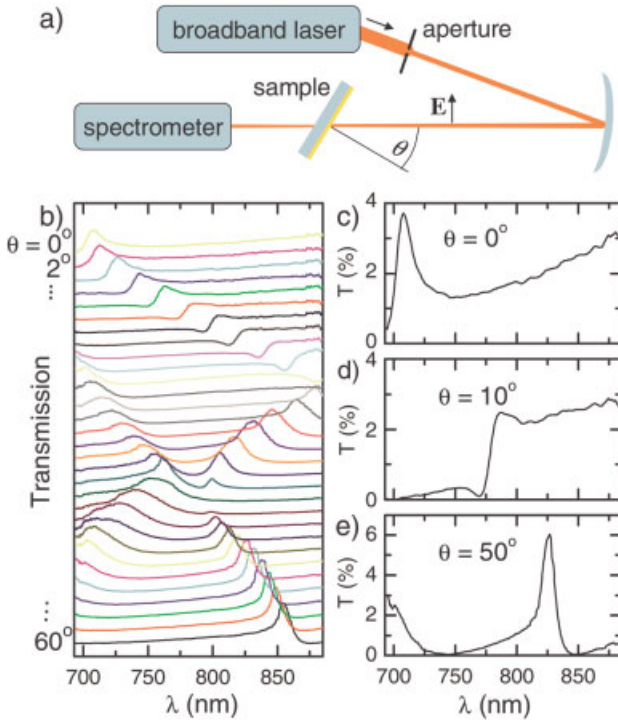 a)
broadband laser
aperture
sample
E
spectrometer
θ
b)
θ = 0°
2°
...
...
60°
Transmission
700 750 800 850
λ (nm)
c)
θ = 0°
T (%)
4
2
0
d)
θ = 10°
T (%)
4
2
0
e)
θ = 50°
T (%)
6
4
2
0
700 750 800 850
λ (nm)